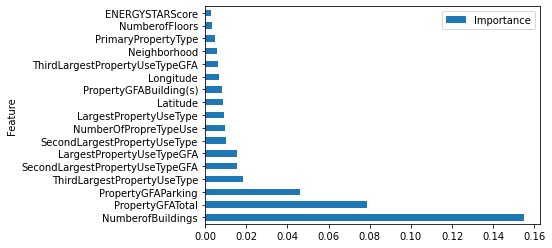 ENERGYSTARScore
NumberofFloors
PrimaryPropertyType
Neighborhood
ThirdLargestPropertyUseTypeGFA
Longitude
PropertyGFABuilding(s)
Latitude
LargestPropertyUseType
NumberOfPropreTypeUse
SecondLargestPropertyUseType
LargestPropertyUseTypeGFA
SecondLargestPropertyUseTypeGFA
ThirdLargestPropertyUseType
PropertyGFAParking
PropertyGFATotal
NumberofBuildings
Feature
Importance
0.00 0.02 0.04 0.06 0.08 0.10 0.12 0.14 0.16